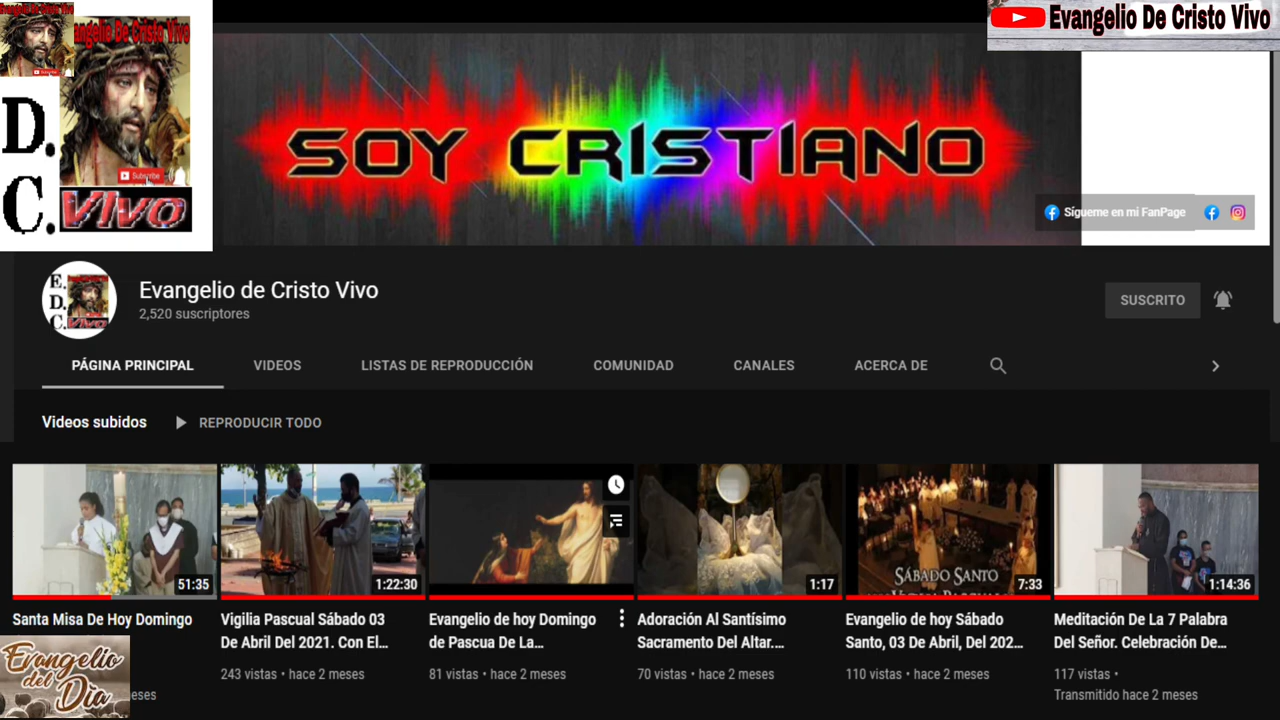 Evangelio De Cristo Vivo
Evangelio De Cristo Vivo
D.
C. Vivo
Subscribe
SOY CRISTIANO
Evangelio De Cristo Vivo
Sígueme en mi FanPage
E.
D.
C. Vivo
Evangelio de Cristo Vivo
2,520 suscriptores
SUSCRITO
PÁGINA PRINCIPAL
VIDEOS
LISTAS DE REPRODUCCIÓN
COMUNIDAD
CANALES
ACERCA DE
Videos subidos
REPRODUCIR TODO
51:35
1:22:30
1:17
SÁBADO SANTO
7:33
1:14:36
Santa Misa De Hoy Domingo
eses
Vigilia Pascual Sábado 03
De Abril Del 2021. Con El...
243 vistas • hace 2 meses
Evangelio de hoy Domingo
de Pascua De La...
81 vistas • hace 2 meses
Adoración Al Santísimo
Sacramento Del Altar....
70 vistas • hace 2 meses
Evangelio de hoy Sábado
Santo, 03 De Abril, Del 202...
110 vistas • hace 2 meses
Meditación De La 7 Palabra
Del Señor. Celebración De...
117 vistas •
Transmitido hace 2 meses
Evangelio
del
Día